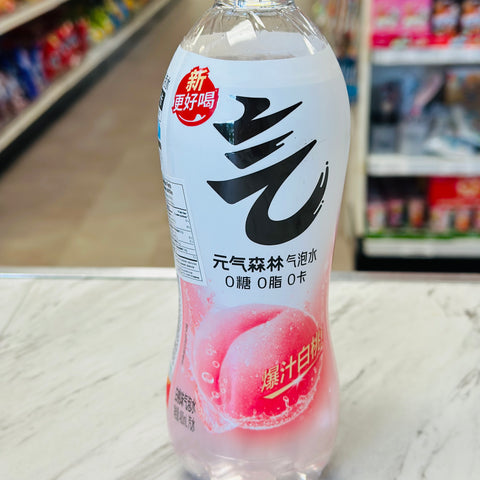 新
更好喝
气
元气森林 气泡水
0糖 0脂 0卡
爆汁白桃